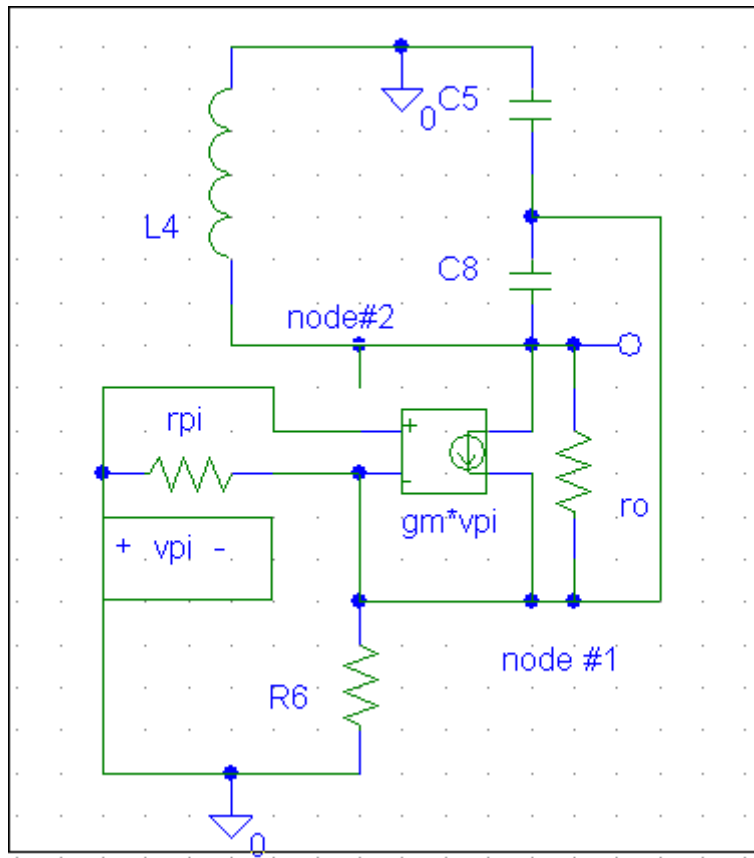 C5
0
L4
C8
node#2
rpi
+
-
gm*vpi
ro
+ vpi -
node #1
R6
0